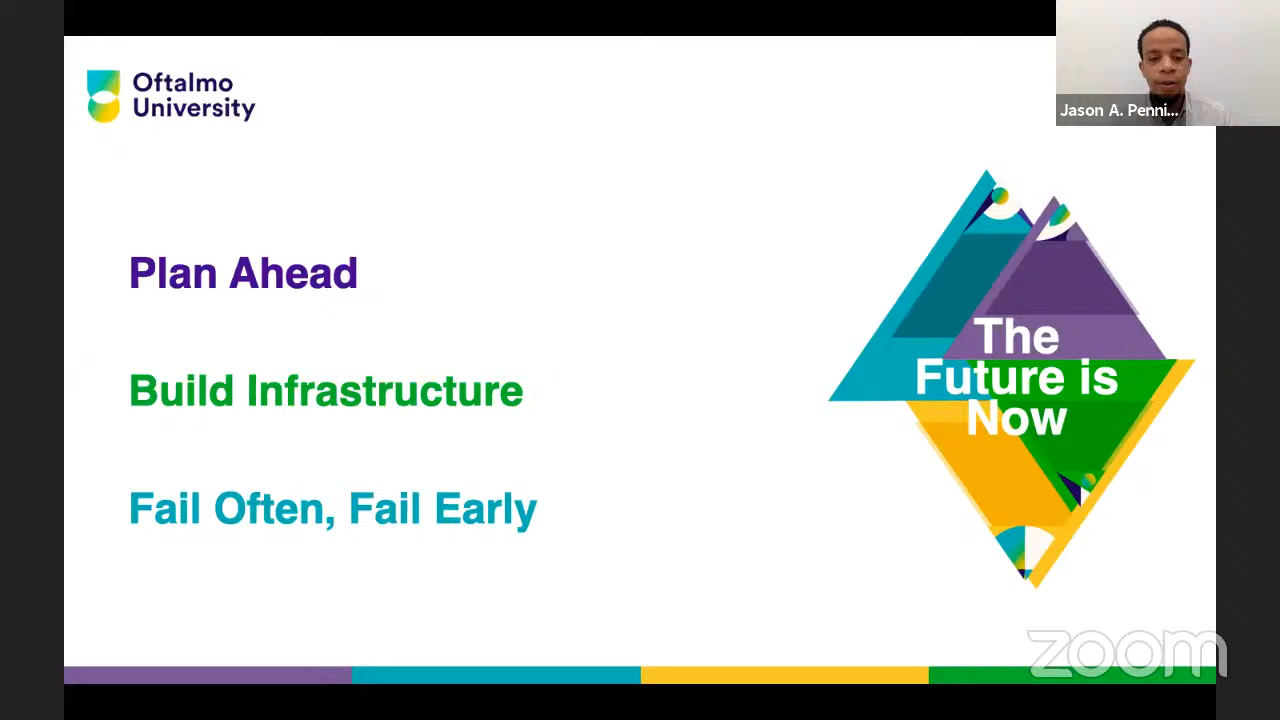 Oftalmo
University
Jason A. Penni...
Plan Ahead
Build Infrastructure
Fail Often, Fail Early
The
Future is
Now
zoom